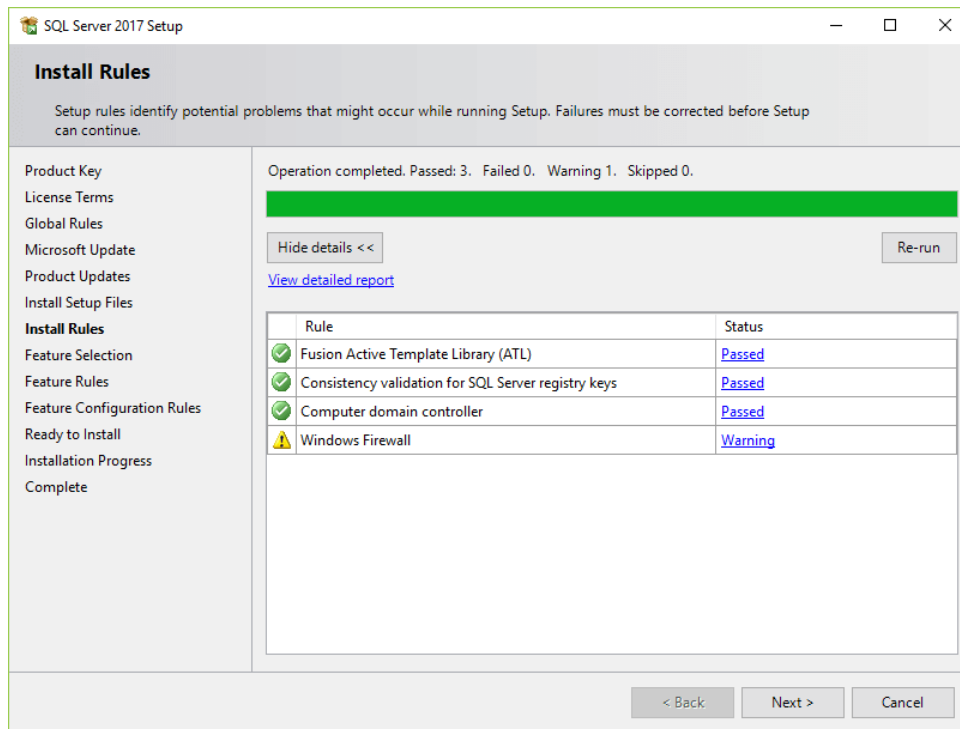 SQL Server 2017 Setup
Install Rules
Setup rules identify potential problems that might occur while running Setup. Failures must be corrected before Setup
can continue.
Product Key
License Terms
Global Rules
Microsoft Update
Product Updates
Install Setup Files
Install Rules
Feature Selection
Feature Rules
Feature Configuration Rules
Ready to Install
Installation Progress
Complete
Operation completed. Passed: 3. Failed 0. Warning 1. Skipped 0.
Hide details <<
Re-run
View detailed report
Rule Status
Fusion Active Template Library (ATL) Passed
Consistency validation for SQL Server registry keys Passed
Computer domain controller Passed
Windows Firewall Warning
< Back Next > Cancel